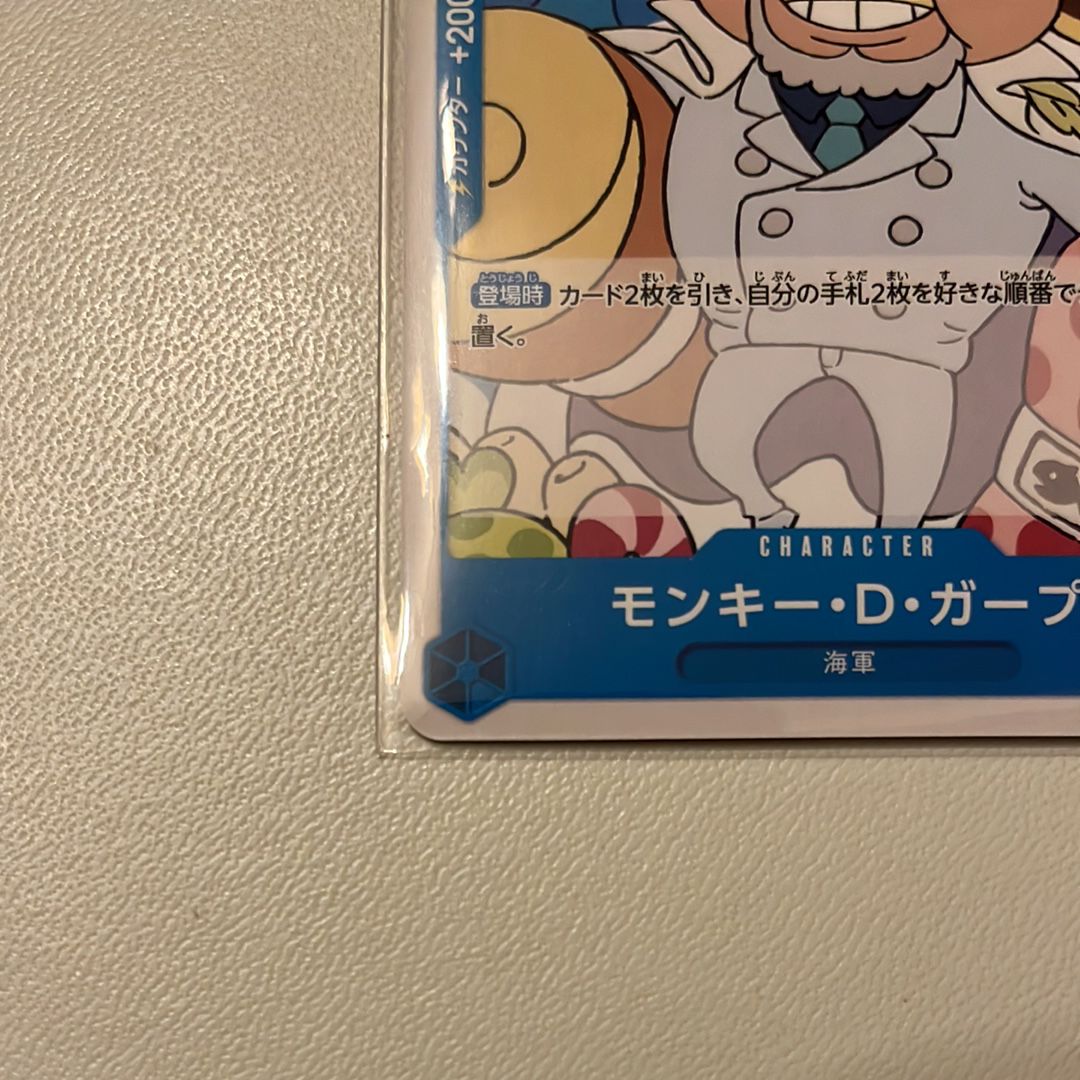 カウンター +200
登場時 カード2枚を引き、自分の手札2枚を好きな順番で
置く。
CHARACTER
モンキー・D・ガープ
海軍